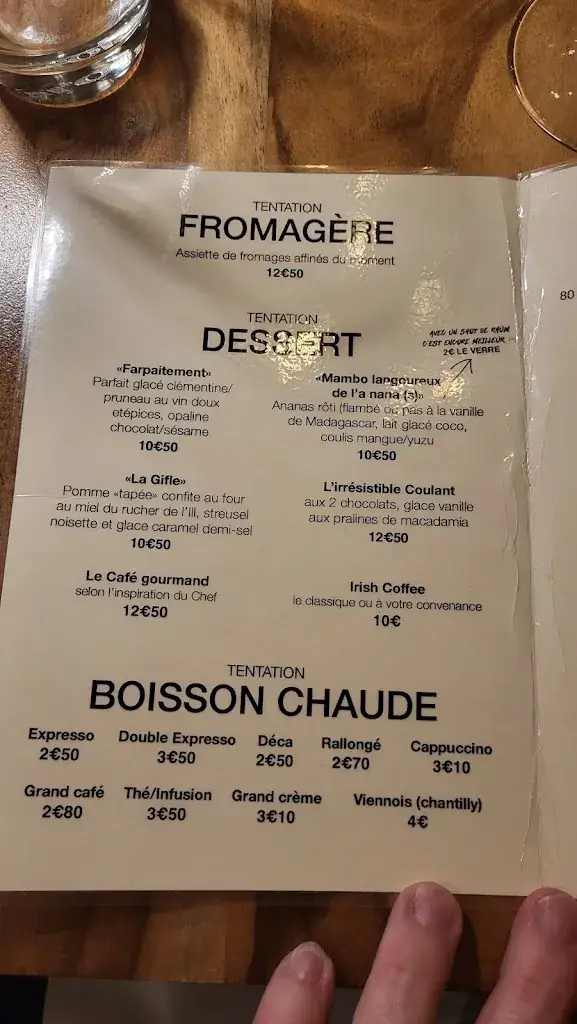 TENTATION
FROMAGÈRE
Assiette de fromages affinés du moment
12€50
TENTATION
DESSERT
AVEC UN SAUT DE RHUM
C'EST ENCORE MEILLEUR :
2€ LE VERRE
«Farpaitement»
Parfait glacé clémentine/
pruneau au vin doux
etépices, opaline
chocolat/sésame
10€50
«Mambo langoureux
de l'a nana (s)»
Ananas rôti (flambé ou pas à la vanille
de Madagascar, lait glacé coco,
coulis mangue/yuzu
10€50
«La Gifle»
Pomme «tapée» confite au four
au miel du rucher de l'Ill, streusel
noisette et glace caramel demi-sel
10€50
L'irrésistible Coulant
aux 2 chocolats, glace vanille
aux pralines de macadamia
12€50
Le Café gourmand
selon l'inspiration du Chef
12€50
Irish Coffee
le classique ou à votre convenance
10€
TENTATION
BOISSON CHAUDE
Expresso Double Expresso Déca Rallongé Cappuccino
2€50 3€50 2€50 2€70 3€10
Grand café Thé/Infusion Grand crème Viennois (chantilly)
2€80 3€50 3€10 4€
80